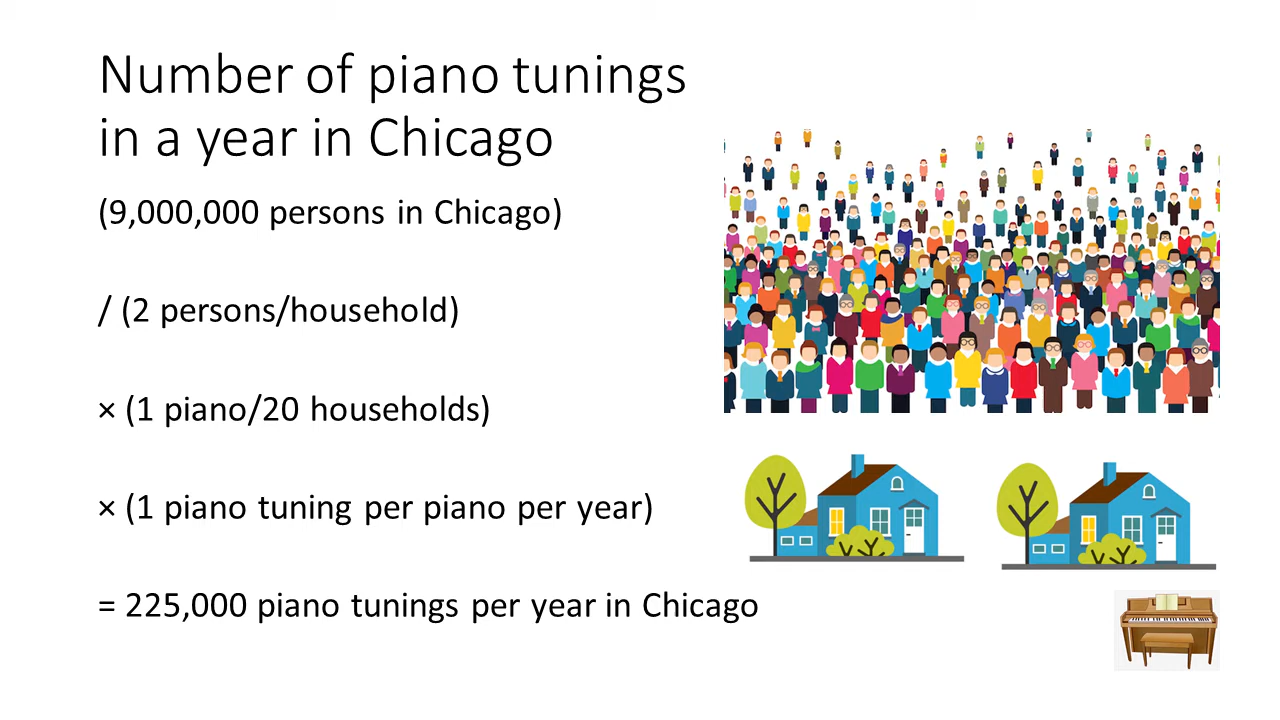 Number of piano tunings
in a year in Chicago
(9,000,000 persons in Chicago)
/ (2 persons/household)
× (1 piano/20 households)
× (1 piano tuning per piano per year)
= 225,000 piano tunings per year in Chicago